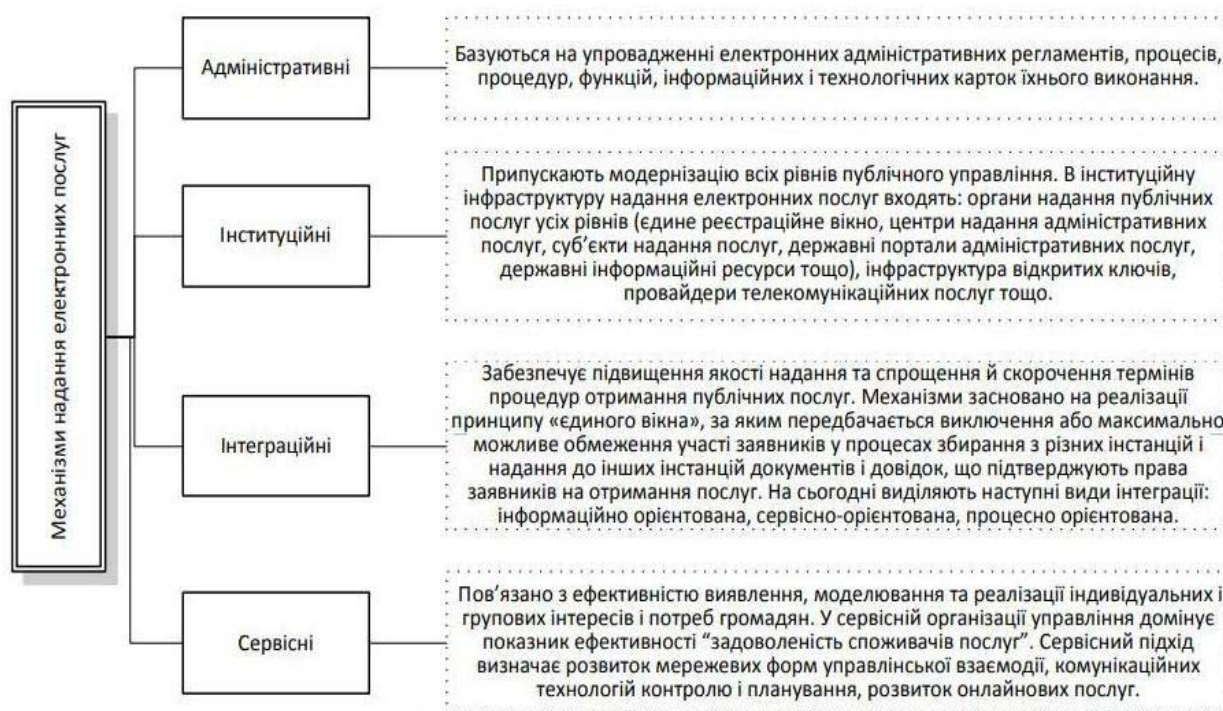 Механізми надання електронних послуг
Адміністративні
Базуються на упровадженні електронних адміністративних регламентів, процесів,
процедур, функцій, інформаційних і технологічних карток їхнього виконання.
Інституційні
Припускають модернізацію всіх рівнів публічного управління. В інституційну
інфраструктуру надання електронних послуг входять: органи надання публічних
послуг усіх рівнів (єдине реєстраційне вікно, центри надання адміністративних
послуг, суб’єкти надання послуг, державні портали адміністративних послуг,
державні інформаційні ресурси тощо), інфраструктура відкритих ключів,
провайдери телекомунікаційних послуг тощо.
Інтеграційні
Забезпечує підвищення якості надання та спрощення й скорочення термінів
процедур отримання публічних послуг. Механізми засновано на реалізації
принципу «єдиного вікна», за яким передбачається виключення або максимально
можливе обмеження участі заявників у процесах збирання з різних інстанцій і
надання до інших інстанцій документів і довідок, що підтверджують права
заявників на отримання послуг. На сьогодні виділяють наступні види інтеграції:
інформаційно орієнтована, сервісно-орієнтована, процесно орієнтована.
Сервісні
Пов’язано з ефективністю виявлення, моделювання та реалізації індивідуальних і
групових інтересів і потреб громадян. У сервісній організації управління домінує
показник ефективності “задоволеність споживачів послуг”. Сервісний підхід
визначає розвиток мережевих форм управлінської взаємодії, комунікаційних
технологій контролю і планування, розвиток онлайнових послуг.